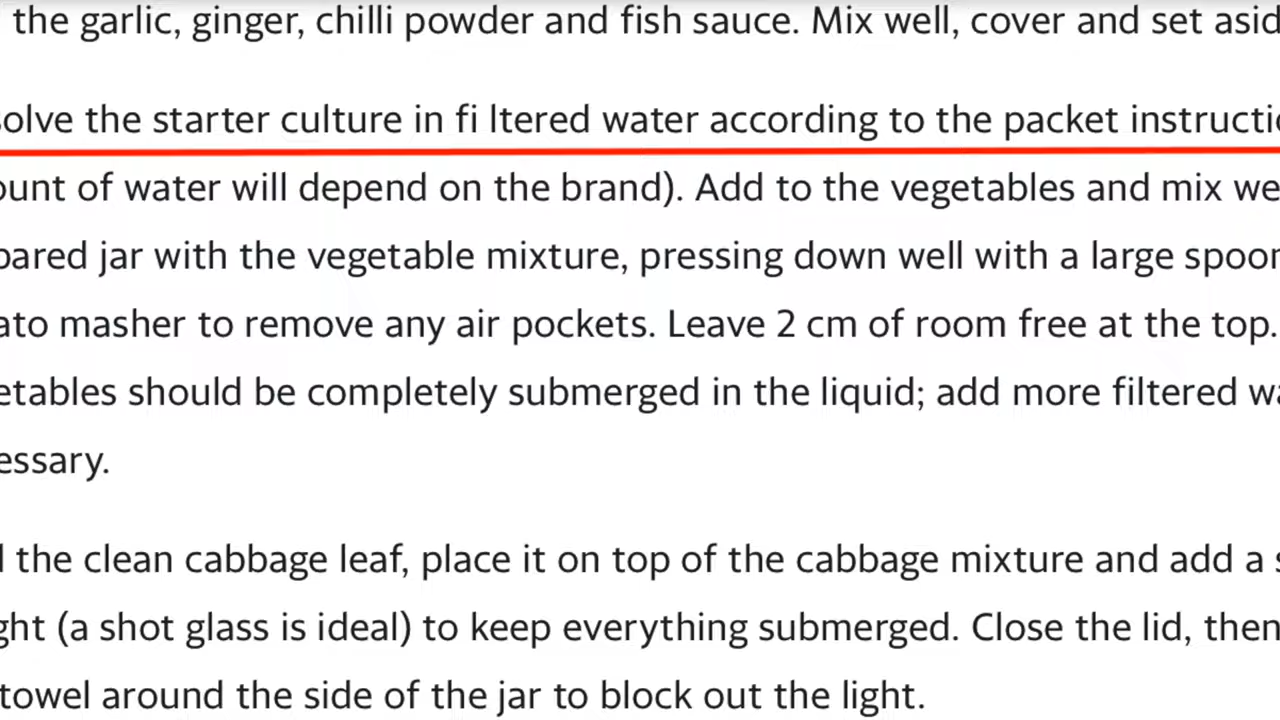 the garlic, ginger, chilli powder and fish sauce. Mix well, cover and set asid
solve the starter culture in fi ltered water according to the packet instructi
ount of water will depend on the brand). Add to the vegetables and mix we
pared jar with the vegetable mixture, pressing down well with a large spoon
ato masher to remove any air pockets. Leave 2 cm of room free at the top.
etables should be completely submerged in the liquid; add more filtered wa
essary.
the clean cabbage leaf, place it on top of the cabbage mixture and add a s
ght (a shot glass is ideal) to keep everything submerged. Close the lid, then
towel around the side of the jar to block out the light.